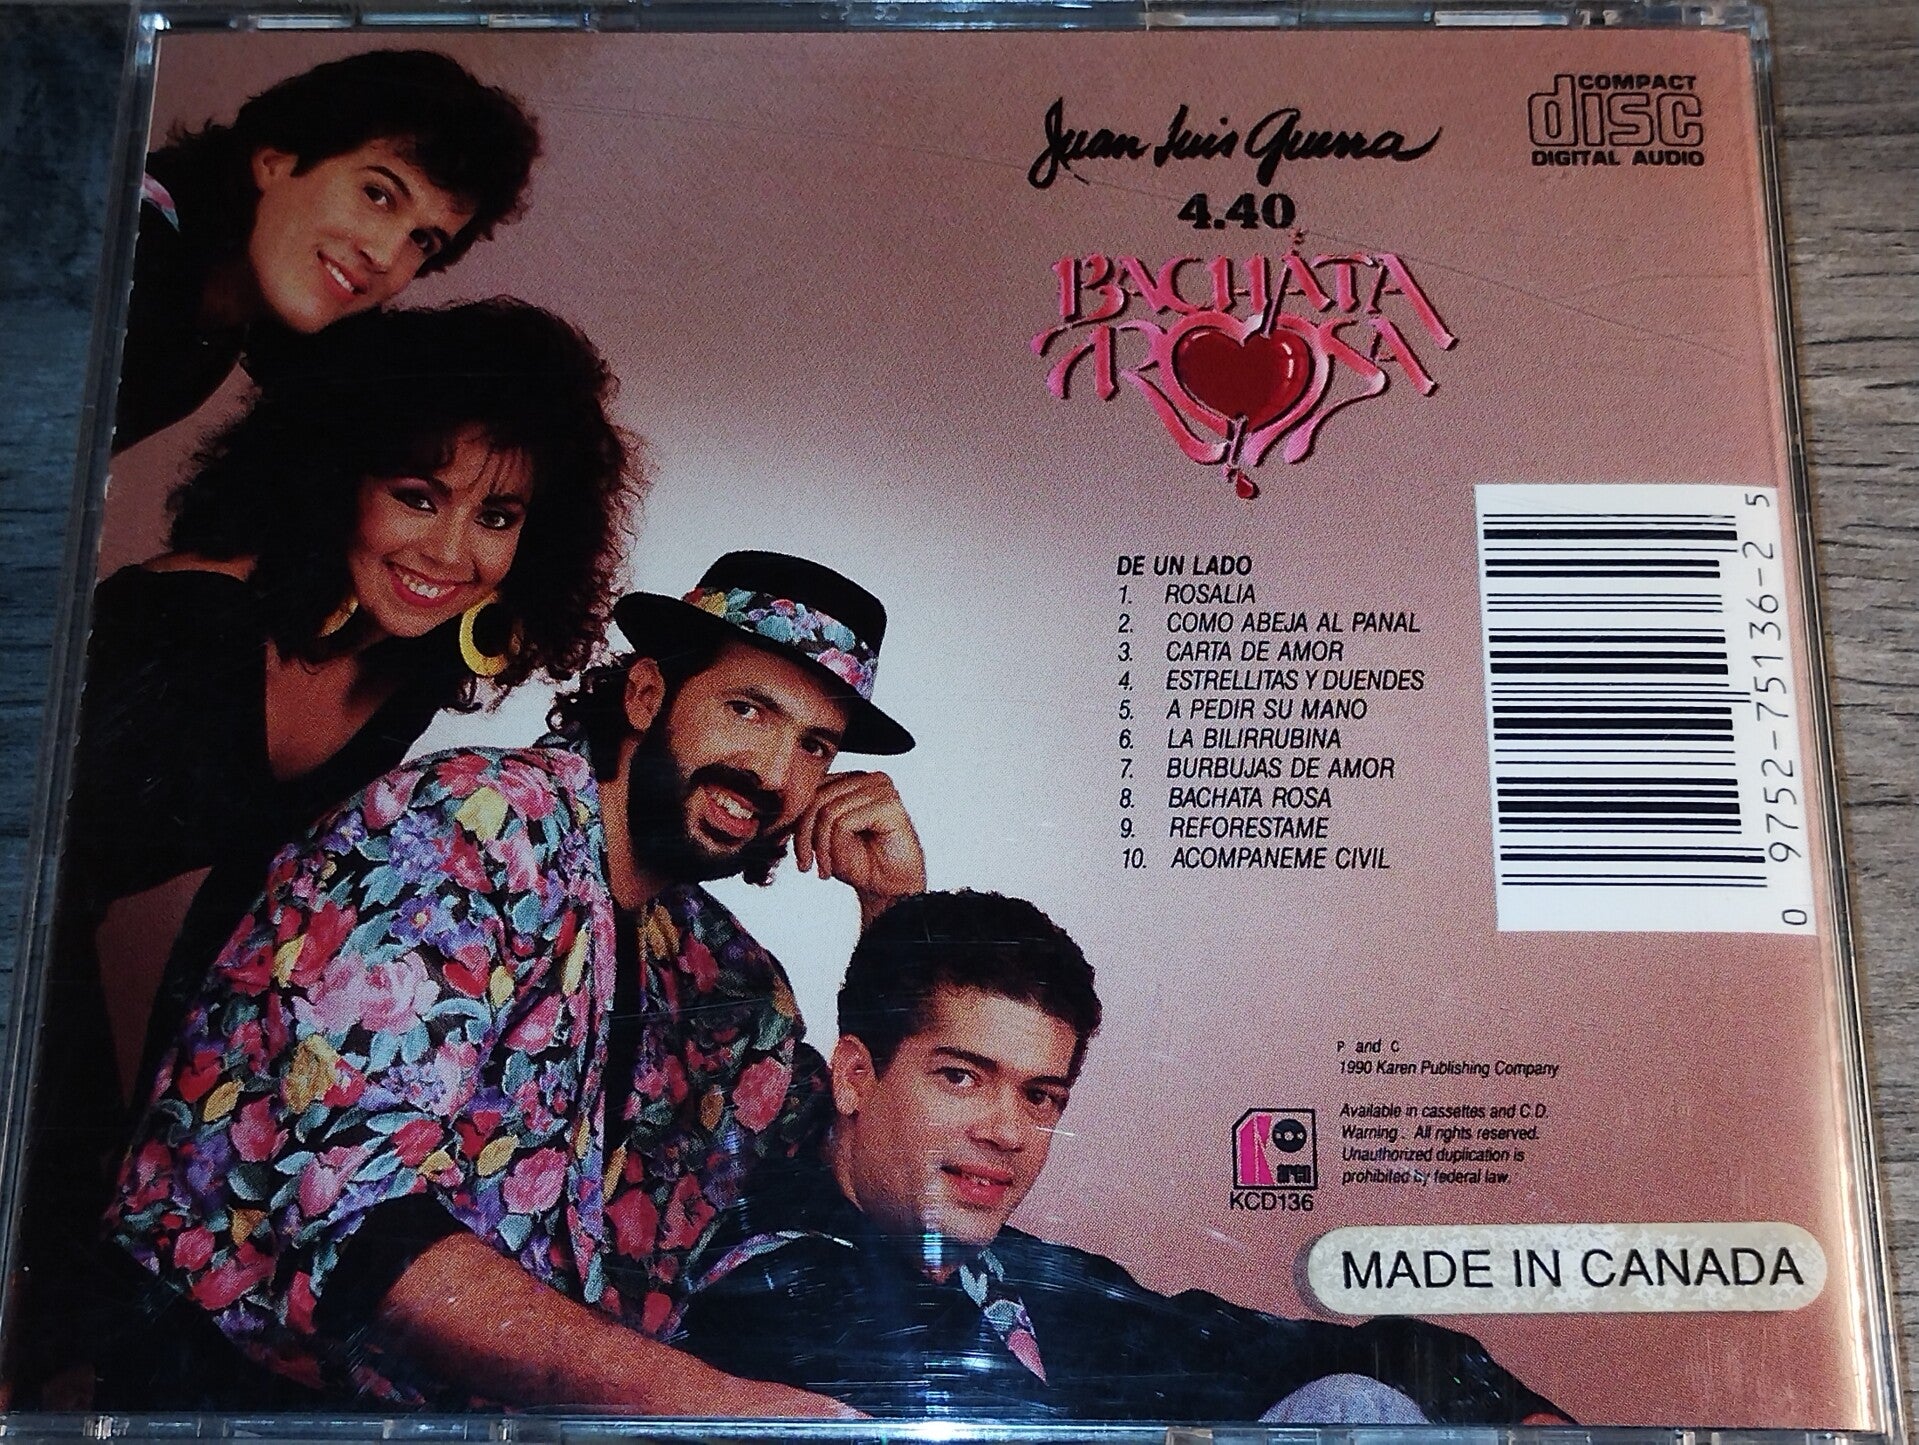 COMPACT
disc
DIGITAL AUDIO
Juan Luis Guerra
4.40
BACHATA
ROSA
DE UN LADO
1. ROSALIA
2. COMO ABEJA AL PANAL
3. CARTA DE AMOR
4. ESTRELLITAS Y DUENDES
5. A PEDIR SU MANO
6. LA BILIRRUBINA
7. BURBUJAS DE AMOR
8. BACHATA ROSA
9. REFORESTAME
10. ACOMPANEME CIVIL
0 9752-75136-2 5
P and C
1990 Karen Publishing Company
Available in cassettes and C.D.
Warning. All rights reserved.
Unauthorized duplication is
prohibited by federal law.
Karen
KCD136
MADE IN CANADA